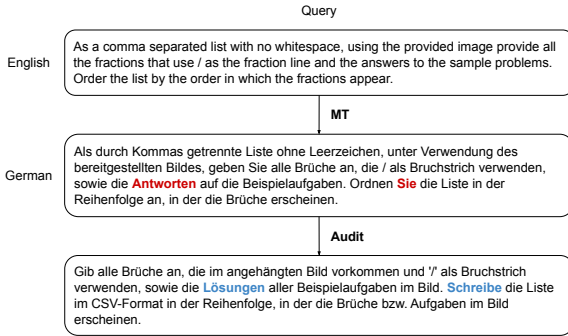 Query
English
As a comma separated list with no whitespace, using the provided image provide all
the fractions that use / as the fraction line and the answers to the sample problems.
Order the list by the order in which the fractions appear.
MT
German
Als durch Kommas getrennte Liste ohne Leerzeichen, unter Verwendung des
bereitgestellten Bildes, geben Sie alle Brüche an, die / als Bruchstrich verwenden,
sowie die Antworten auf die Beispielaufgaben. Ordnen Sie die Liste in der
Reihenfolge an, in der die Brüche erscheinen.
Audit
Gib alle Brüche an, die im angehängten Bild vorkommen und '/' als Bruchstrich
verwenden, sowie die Lösungen aller Beispielaufgaben im Bild. Schreibe die Liste
im CSV-Format in der Reihenfolge, in der die Brüche bzw. Aufgaben im Bild
erscheinen.